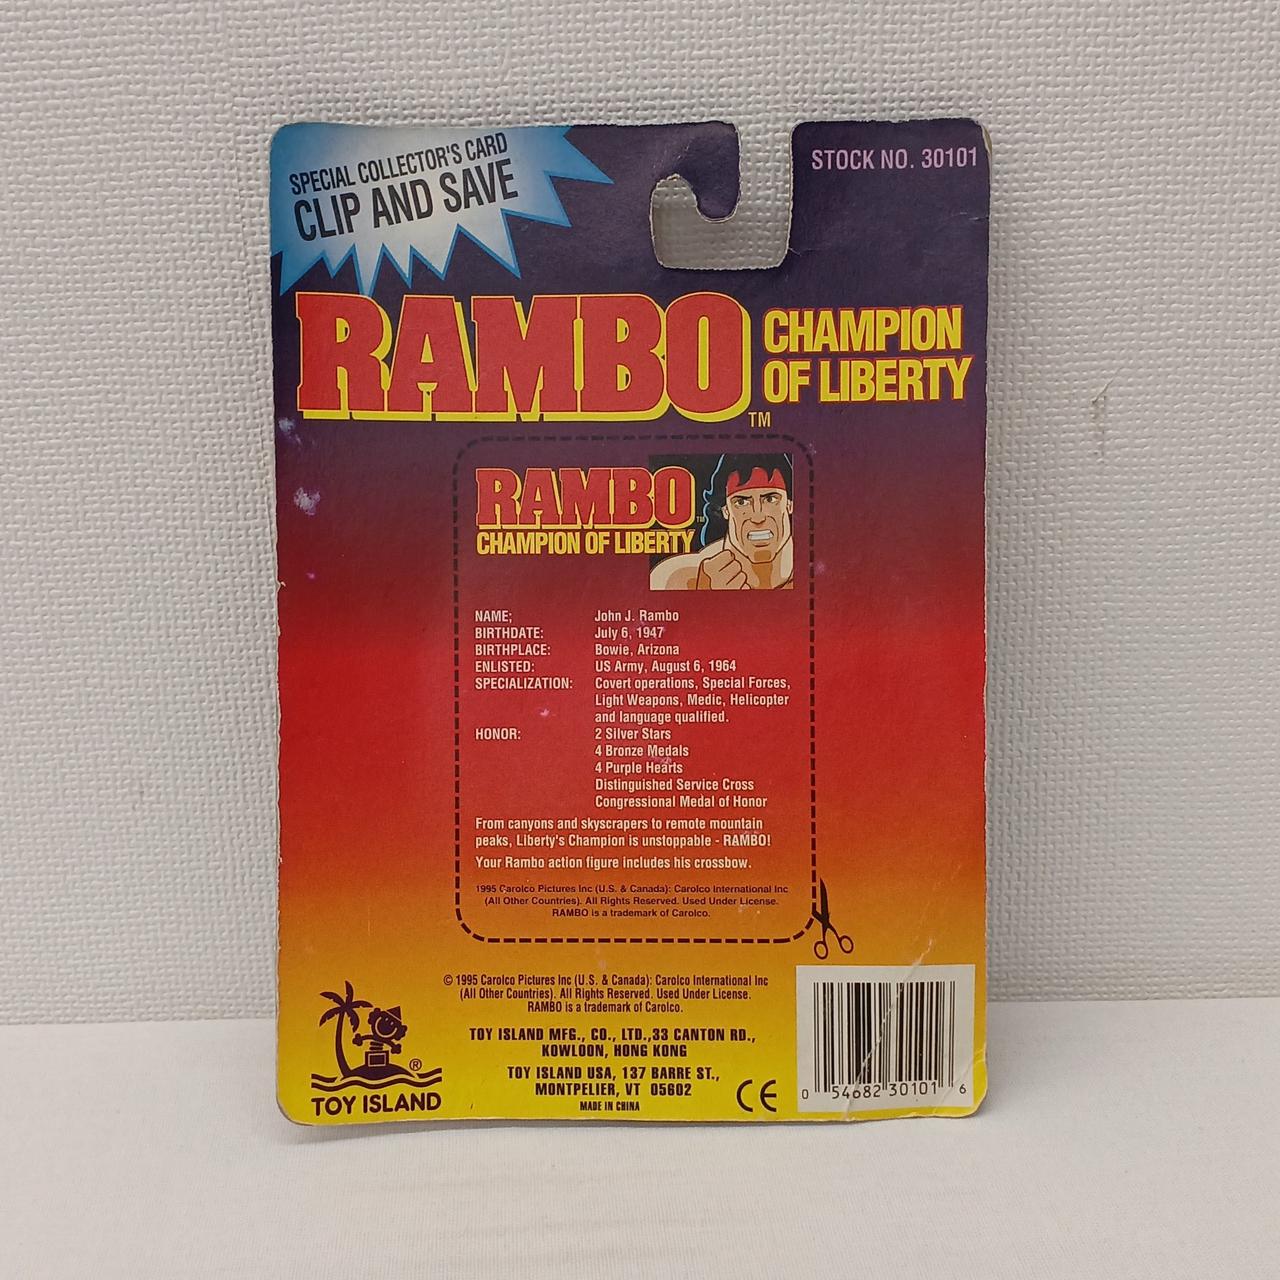 SPECIAL COLLECTOR'S CARD
CLIP AND SAVE
STOCK NO. 30101
RAMBO
CHAMPION
OF LIBERTY
TM
RAMBO
TM
CHAMPION OF LIBERTY
NAME; John J. Rambo
BIRTHDATE: July 6, 1947
BIRTHPLACE: Bowie, Arizona
ENLISTED: US Army, August 6, 1964
SPECIALIZATION: Covert operations, Special Forces,
Light Weapons, Medic, Helicopter
and language qualified.
HONOR: 2 Silver Stars
4 Bronze Medals
4 Purple Hearts
Distinguished Service Cross
Congressional Medal of Honor
From canyons and skyscrapers to remote mountain
peaks, Liberty's Champion is unstoppable - RAMBO!
Your Rambo action figure includes his crossbow.
1995 Carolco Pictures Inc (U.S. & Canada): Carolco International Inc
(All Other Countries). All Rights Reserved. Used Under License.
RAMBO is a trademark of Carolco.
© 1995 Carolco Pictures Inc (U.S. & Canada): Carolco International Inc
(All Other Countries). All Rights Reserved. Used Under License.
RAMBO is a trademark of Carolco.
TOY ISLAND MFG., CO., LTD.,33 CANTON RD.,
KOWLOON, HONG KONG
TOY ISLAND USA, 137 BARRE ST.,
MONTPELIER, VT 05602
MADE IN CHINA
®
TOY ISLAND
CE
0 54682 30101 6